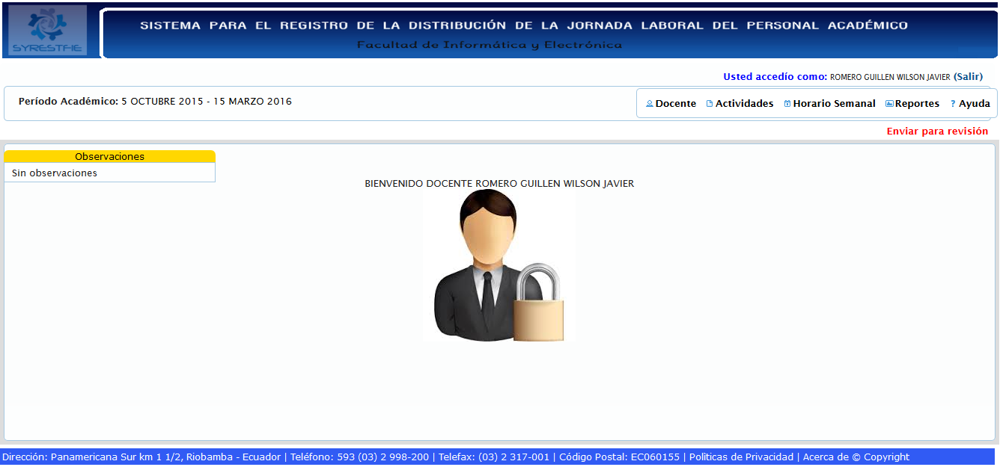 SYRESTFIE
SISTEMA PARA EL REGISTRO DE LA DISTRIBUCIÓN DE LA JORNADA LABORAL DEL PERSONAL ACADÉMICO
Facultad de Informática y Electrónica
Usted accedío como: ROMERO GUILLEN WILSON JAVIER (Salir)
Período Académico: 5 OCTUBRE 2015 - 15 MARZO 2016
Docente Actividades Horario Semanal Reportes ? Ayuda
Enviar para revisión
Observaciones
Sin observaciones
BIENVENIDO DOCENTE ROMERO GUILLEN WILSON JAVIER
Dirección: Panamericana Sur km 1 1/2, Riobamba - Ecuador | Teléfono: 593 (03) 2 998-200 | Telefax: (03) 2 317-001 | Código Postal: EC060155 | Políticas de Privacidad | Acerca de © Copyright